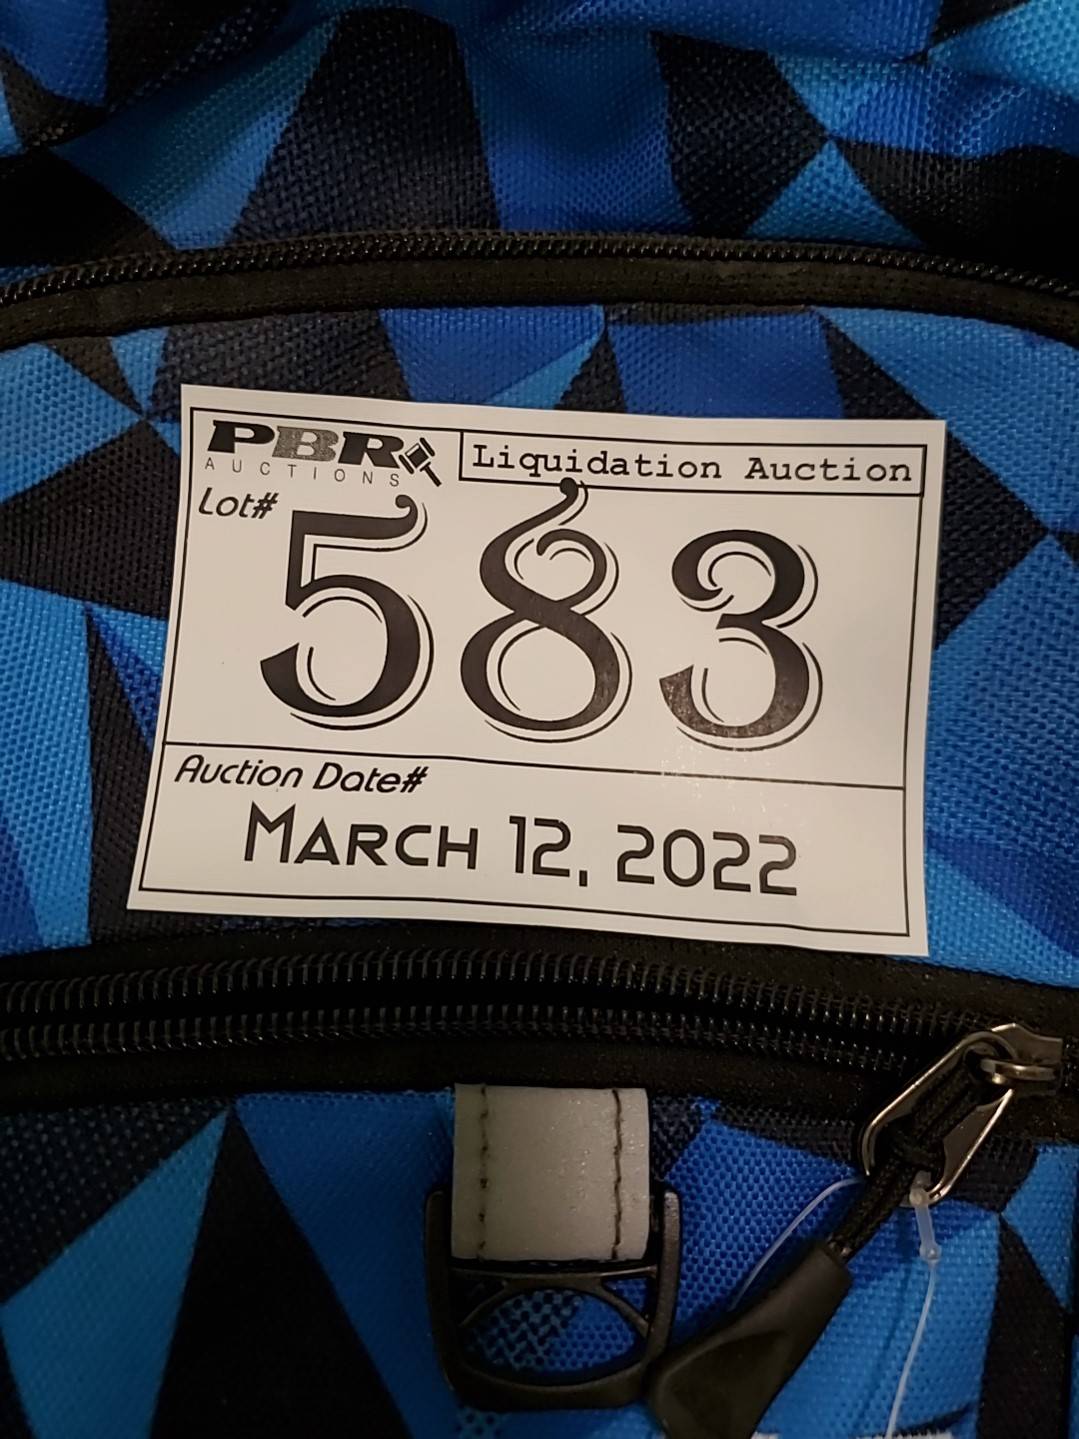 PBR
AUCTIONS
Liquidation Auction
Lot#
583
Auction Date#
March 12, 2022